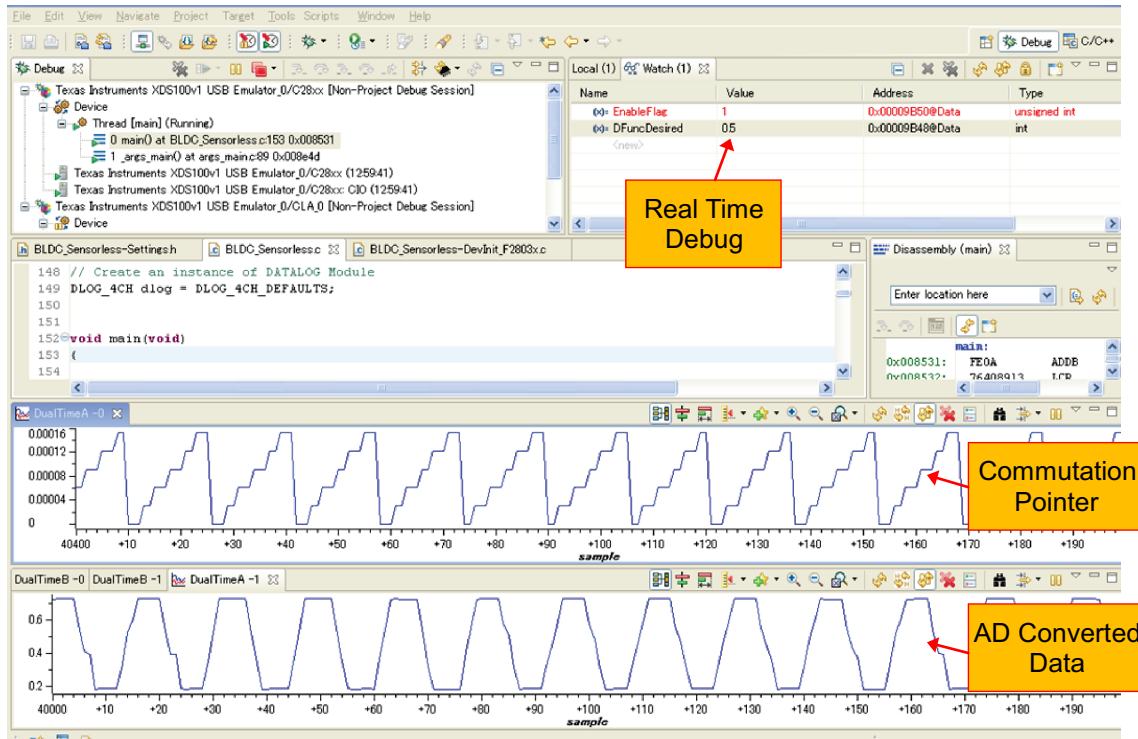 File Edit View Navigate Project Target Tools Scripts Window Help
Debug C/C++
Debug
Texas Instruments XDS100v1 USB Emulator_0/C28xx [Non-Project Debug Session]
Device
Thread [main] (Running)
0 main() at BLDC_Sensorless.c:153 0x008531
1 _args_main() at args_main.c:89 0x008e4d
Texas Instruments XDS100v1 USB Emulator_0/C28xx (12:59:41)
Texas Instruments XDS100v1 USB Emulator_0/C28xx: CIO (12:59:41)
Texas Instruments XDS100v1 USB Emulator_0/CLA_0 [Non-Project Debug Session]
Device
Local (1) Watch (1)
Name Value Address Type
(x)= EnableFlag 1 0x00009B50@Data unsigned int
(x)= DFuncDesired 0.5 0x00009B48@Data int
<new>
Real Time
Debug
BLDC_Sensorless-Settings.h BLDC_Sensorless.c BLDC_Sensorless-DevInit_F2803x.c
148 // Create an instance of DATALOG Module
149 DLOG_4CH dlog = DLOG_4CH_DEFAULTS;
150
151
152 void main(void)
153 {
154
Disassembly (main)
Enter location here
main:
0x008531: FE0A ADDB
0x008532: 76408913 LCR
DualTimeA -0
0.00016
0.00012
0.00008
0.00004
0
40400 +10 +20 +30 +40 +50 +60 +70 +80 +90 +100 +110 +120 +130 +140 +150 +160 +170 +180 +190
sample
Commutation
Pointer
DualTimeB -0 DualTimeB -1 DualTimeA -1
0.6
0.4
0.2
40000 +10 +20 +30 +40 +50 +60 +70 +80 +90 +100 +110 +120 +130 +140 +150 +160 +170 +180 +190
sample
AD Converted
Data